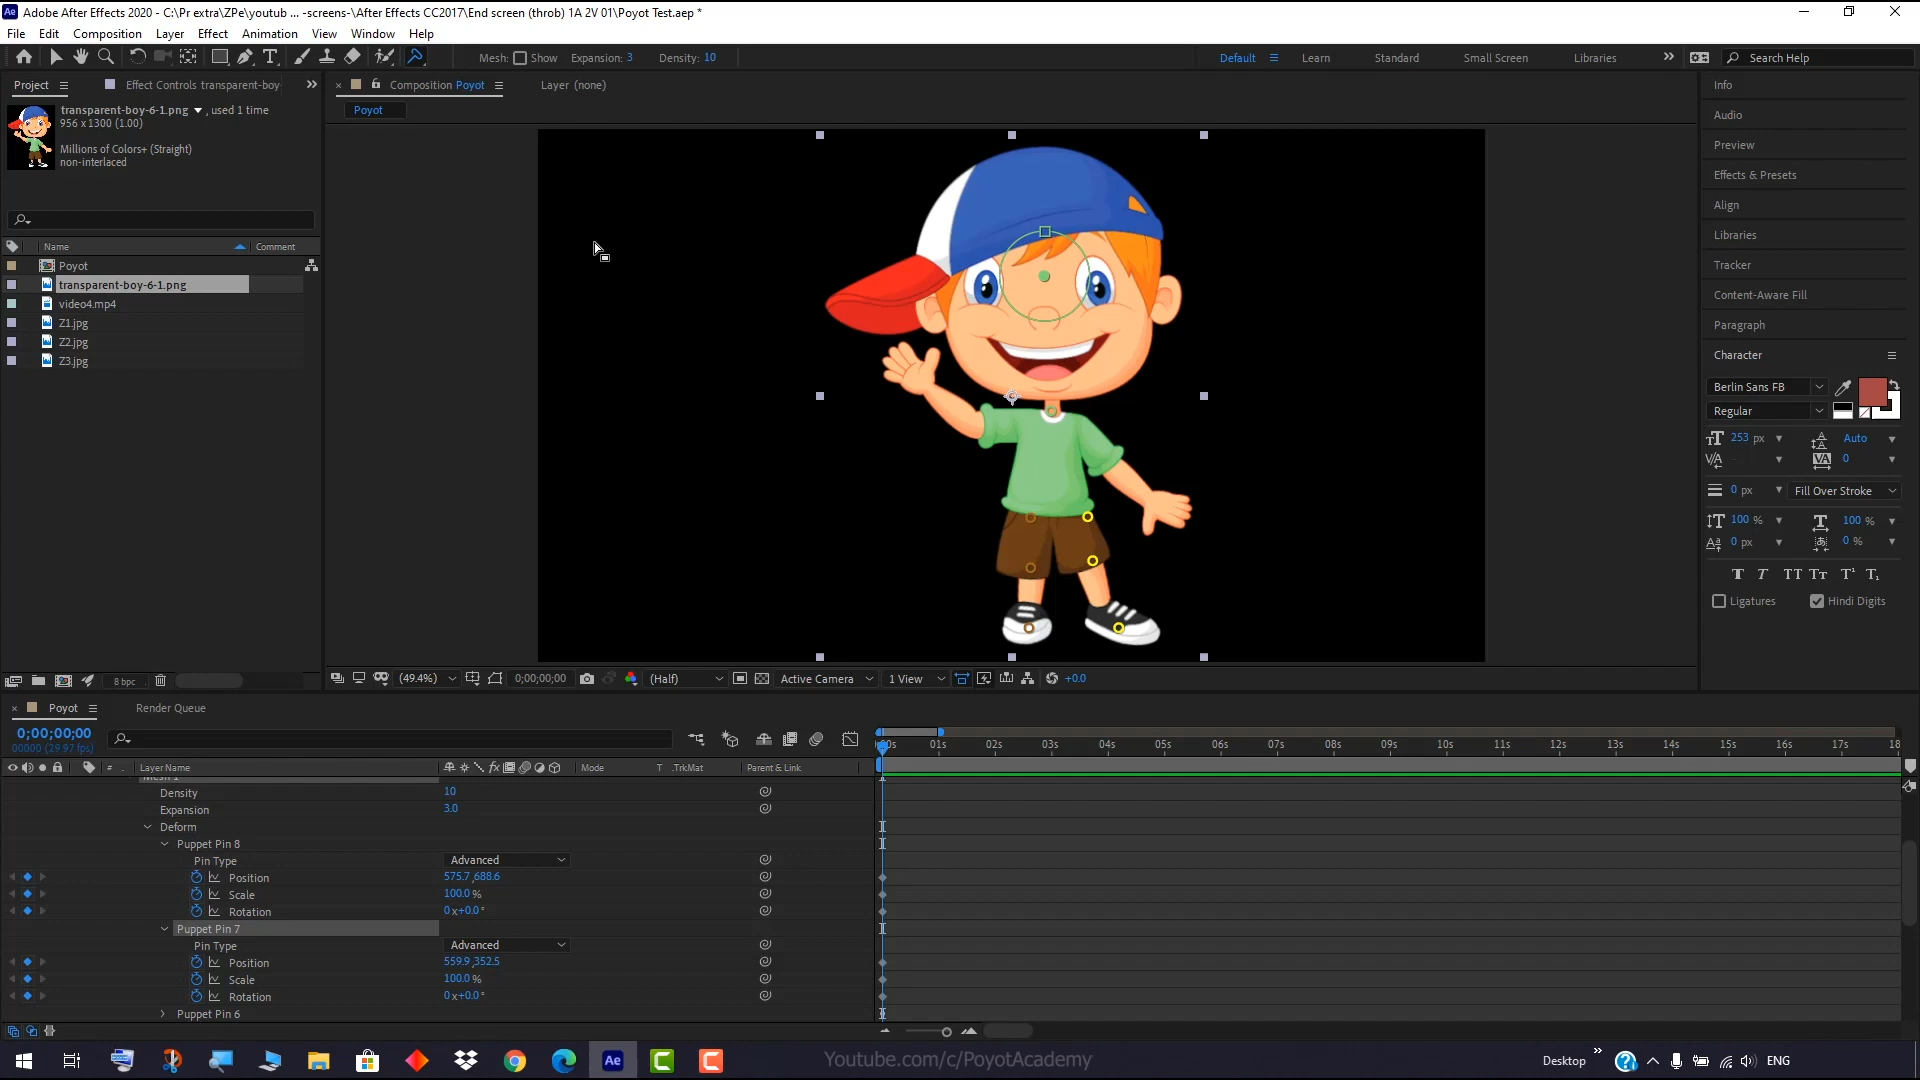 Adobe After Effects 2020 - C:\Pr extra\ZPe\youtub ... -screens-\After Effects CC2017\End screen (throb) 1A 2V 01\Poyot Test.aep *
File Edit Composition Layer Effect Animation View Window Help
Mesh: Show Expansion: 3 Density: 10
Default Learn Standard Small Screen Libraries Search Help
Project Effect Controls transparent-boy
Composition Poyot Layer (none)
Poyot
transparent-boy-6-1.png , used 1 time
956 x 1300 (1.00)
Millions of Colors+ (Straight)
non-interlaced
Name Comment
Poyot
transparent-boy-6-1.png
video4.mp4
Z1.jpg
Z2.jpg
Z3.jpg
8 bpc
(49.4%) 0;00;00;00 (Half) Active Camera 1 View +0.0
Info
Audio
Preview
Effects & Presets
Align
Libraries
Tracker
Content-Aware Fill
Paragraph
Character
Berlin Sans FB
Regular
253 px Auto
0
0 px Fill Over Stroke
100 % 100 %
0 px 0 %
Ligatures Hindi Digits
Poyot Render Queue
0;00;00;00
00000 (29.97 fps)
# Layer Name Mode T .TrkMat Parent & Link
00s 01s 02s 03s 04s 05s 06s 07s 08s 09s 10s 11s 12s 13s 14s 15s 16s 17s 18
Mesh 1
Density 10
Expansion 3.0
Deform
Puppet Pin 8
Pin Type Advanced
Position 575.7,688.6
Scale 100.0 %
Rotation 0x+0.0°
Puppet Pin 7
Pin Type Advanced
Position 559.9,352.5
Scale 100.0 %
Rotation 0x+0.0°
Puppet Pin 6
Youtube.com/c/PoyotAcademy
Desktop ENG